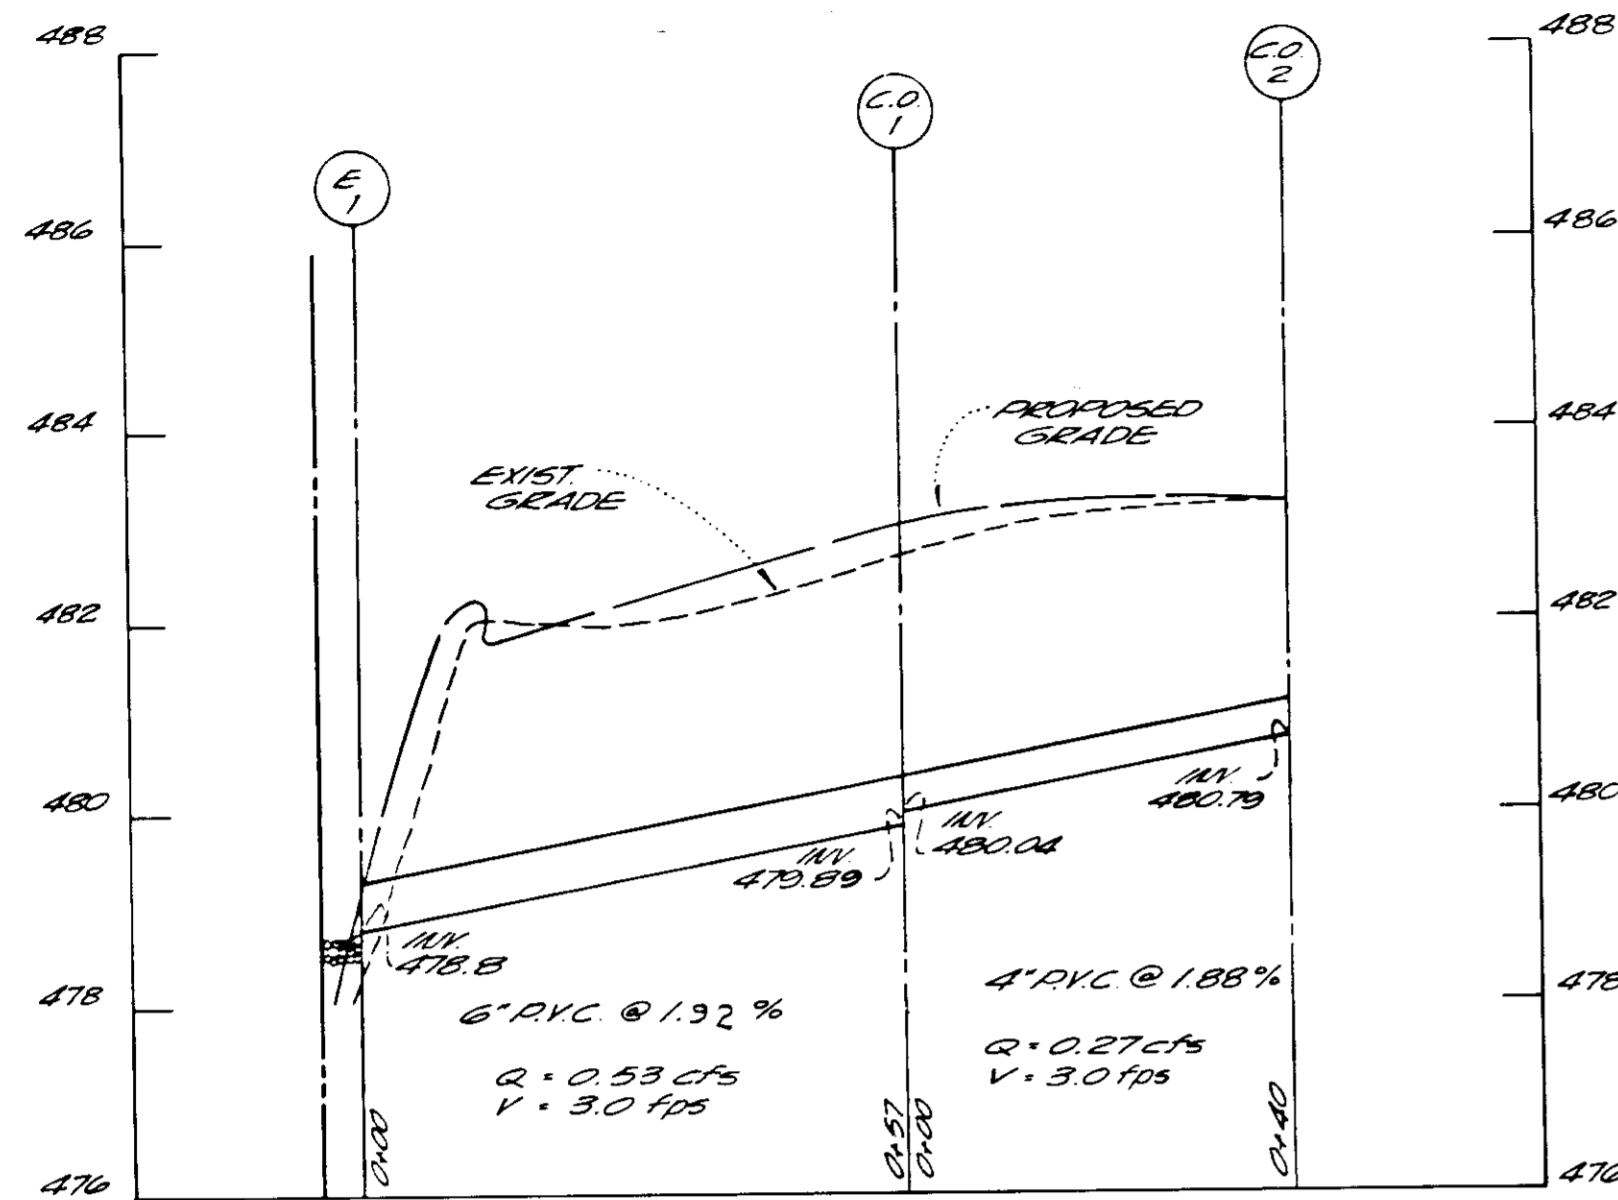 488
488
C.O.
2
C.O.
1
E
1
486
486
484
484
PROPOSED
GRADE
EXIST.
GRADE
482
482
480
480
INV.
480.79
INV.
480.04
INV.
479.89
INV.
478.8
478
478
6" P.V.C. @ 1.92 %
4" P.V.C. @ 1.88%
Q = 0.53 cfs
V = 3.0 fps
Q = 0.27 cfs
V = 3.0 fps
0+00
0+57
0+00
0+40
476
476